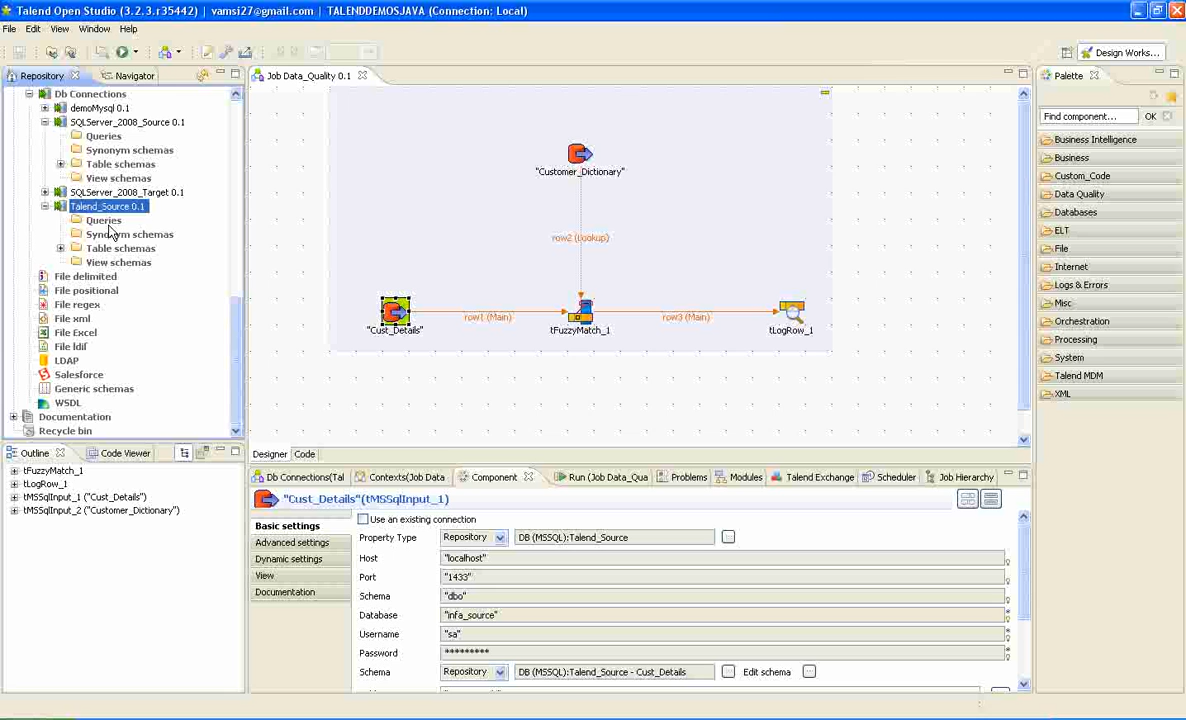 Talend Open Studio (3.2.3.r35442) | vamsi27@gmail.com | TALENDDEMOSJAVA (Connection: Local)
File Edit View Window Help
Design Works...
Repository Navigator
Db Connections
demoMysql 0.1
SQLServer_2008_Source 0.1
Queries
Synonym schemas
Table schemas
View schemas
SQLServer_2008_Target 0.1
Talend_Source 0.1
Queries
Synonym schemas
Table schemas
View schemas
File delimited
File positional
File regex
File xml
File Excel
File ldif
LDAP
Salesforce
Generic schemas
WSDL
Documentation
Recycle bin
Outline Code Viewer
tFuzzyMatch_1
tLogRow_1
tMSSqlInput_1 ("Cust_Details")
tMSSqlInput_2 ("Customer_Dictionary")
Job Data_Quality 0.1
"Customer_Dictionary"
row2 (Lookup)
row1 (Main)
row3 (Main)
"Cust_Details"
tFuzzyMatch_1
tLogRow_1
Designer Code
Db Connections(Tal Contexts(Job Data Component Run (Job Data_Qua Problems Modules Talend Exchange Scheduler Job Hierarchy
"Cust_Details"(tMSSqlInput_1)
Basic settings
Advanced settings
Dynamic settings
View
Documentation
Use an existing connection
Property Type Repository DB (MSSQL):Talend_Source
Host "localhost"
Port "1433"
Schema "dbo"
Database "infa_source"
Username "sa"
Password *********
Schema Repository DB (MSSQL):Talend_Source - Cust_Details Edit schema
Palette
Find component... OK
Business Intelligence
Business
Custom_Code
Data Quality
Databases
ELT
File
Internet
Logs & Errors
Misc
Orchestration
Processing
System
Talend MDM
XML